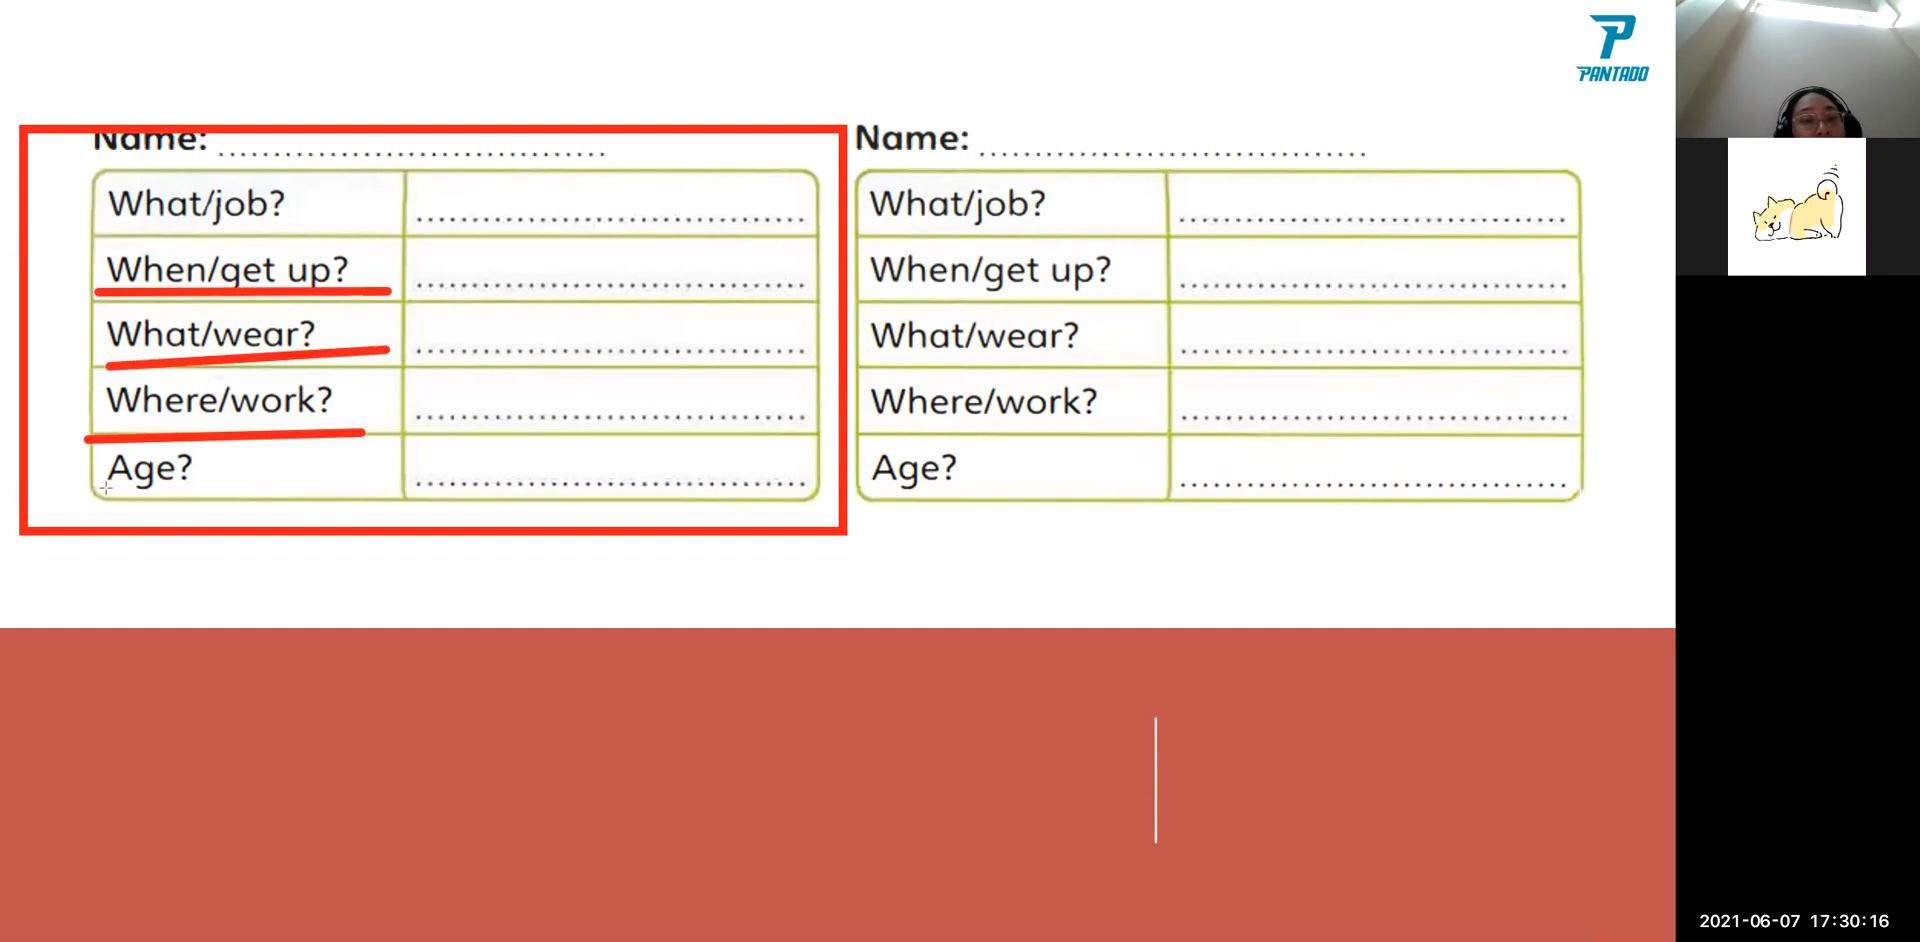 PANTADO
Name: ....................................
What/job? ....................................
When/get up? ....................................
What/wear? ....................................
Where/work? ....................................
Age? ....................................
Name: ....................................
What/job? ....................................
When/get up? ....................................
What/wear? ....................................
Where/work? ....................................
Age? ....................................
2021-06-07 17:30:16